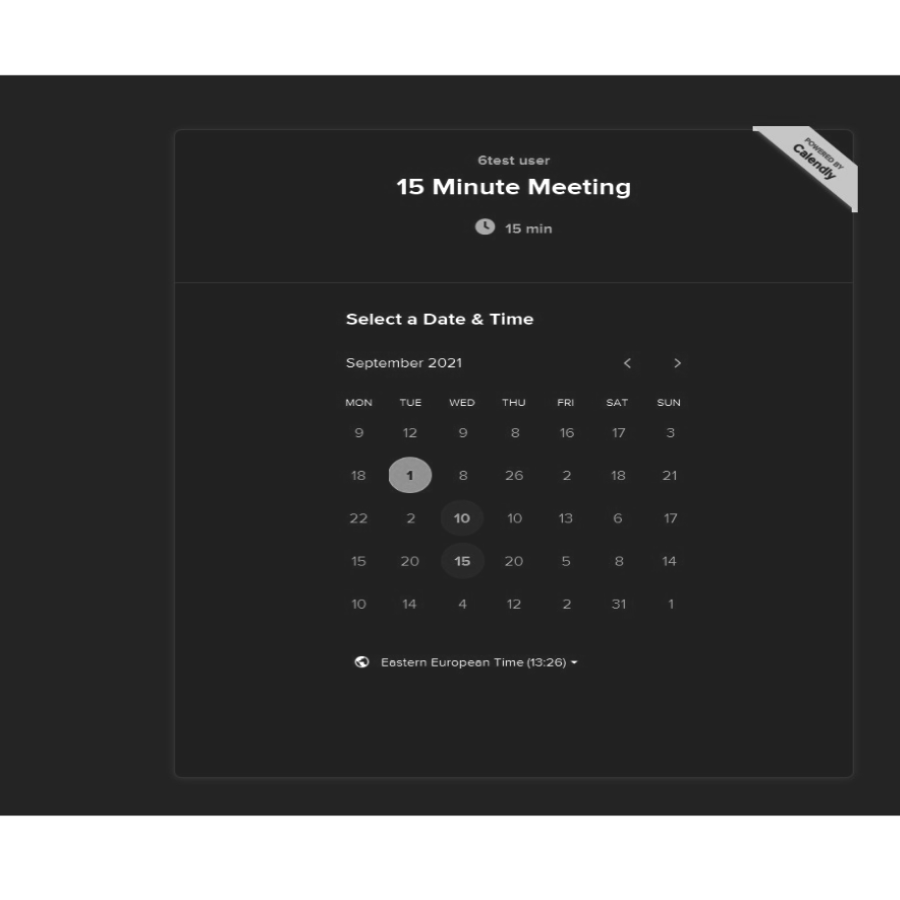 POWERED BY
Calendly
6test user
15 Minute Meeting
15 min
Select a Date & Time
September 2021
MON TUE WED THU FRI SAT SUN
9 12 9 8 16 17 3
18 1 8 26 2 18 21
22 2 10 10 13 6 17
15 20 15 20 5 8 14
10 14 4 12 2 31 1
Eastern European Time (13:26)